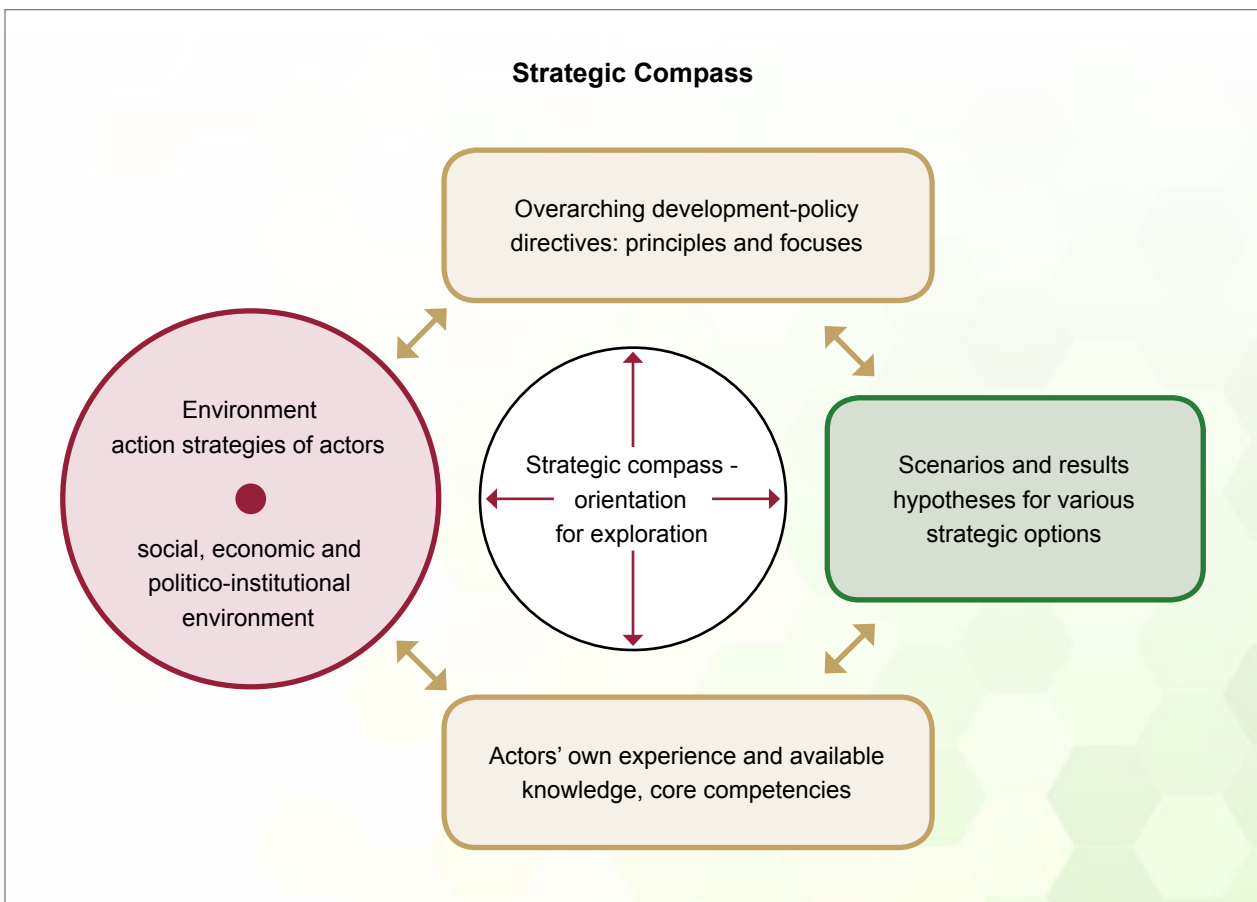 Strategic Compass
Overarching development-policy
directives: principles and focuses
Environment
action strategies of actors
social, economic and
politico-institutional
environment
Strategic compass -
orientation
for exploration
Scenarios and results
hypotheses for various
strategic options
Actors’ own experience and available
knowledge, core competencies